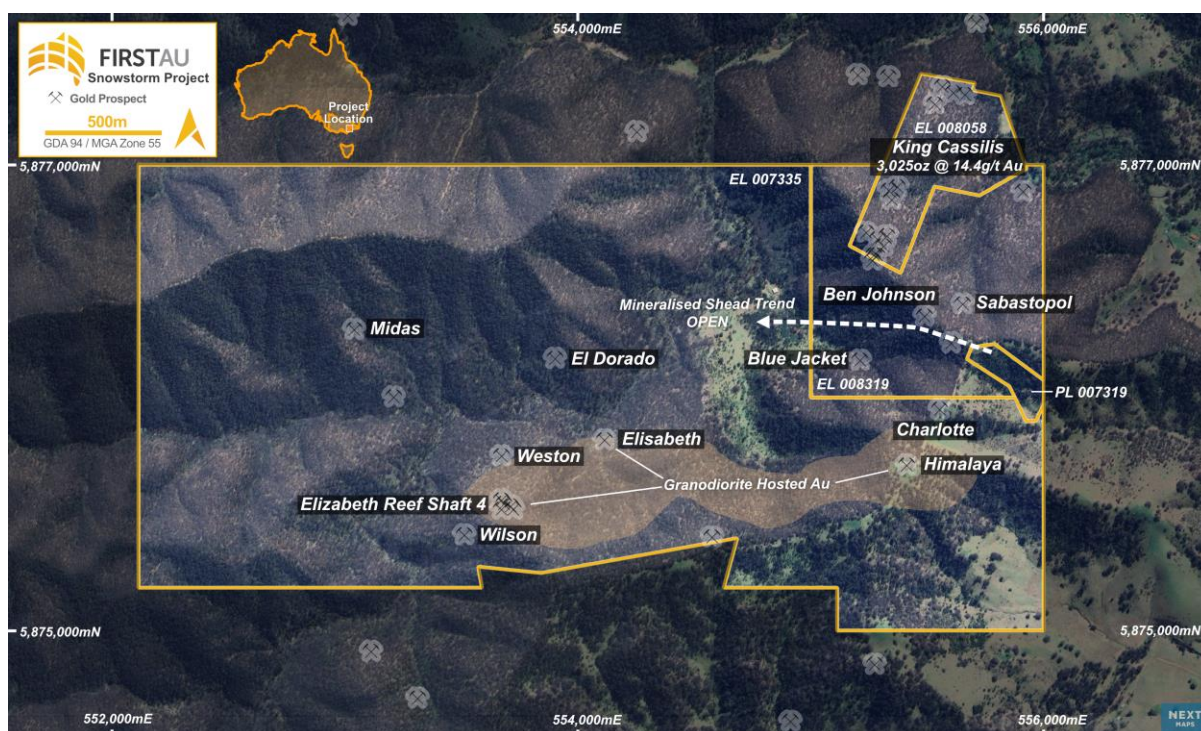 FIRSTAU
Snowstorm Project
Gold Prospect
500m
GDA 94 / MGA Zone 55
Project
Location
554,000mE
556,000mE
5,877,000mN
5,877,000mN
EL 008058
King Cassilis
3,025oz @ 14.4g/t Au
EL 007335
Mineralised Shead Trend
OPEN
Ben Johnson
Sabastopol
Midas
El Dorado
Blue Jacket
EL 008319
PL 007319
Charlotte
Elisabeth
Weston
Himalaya
Granodiorite Hosted Au
Elizabeth Reef Shaft 4
Wilson
5,875,000mN
5,875,000mN
552,000mE
554,000mE
556,000mE
NEXT
MAPS